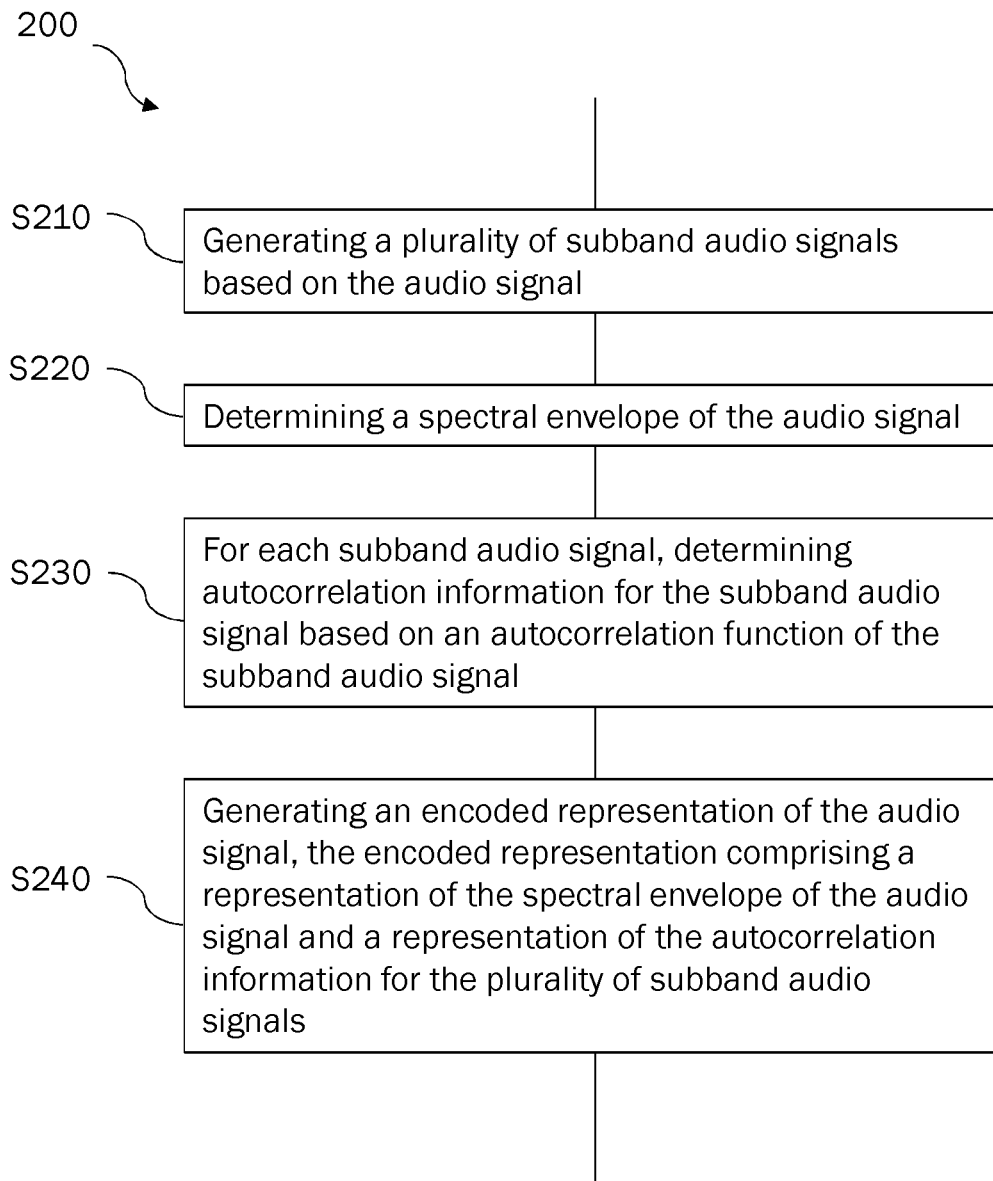 200
S210
Generating a plurality of subband audio signals
based on the audio signal
S220
Determining a spectral envelope of the audio signal
S230
For each subband audio signal, determining
autocorrelation information for the subband audio
signal based on an autocorrelation function of the
subband audio signal
S240
Generating an encoded representation of the audio
signal, the encoded representation comprising a
representation of the spectral envelope of the audio
signal and a representation of the autocorrelation
information for the plurality of subband audio
signals